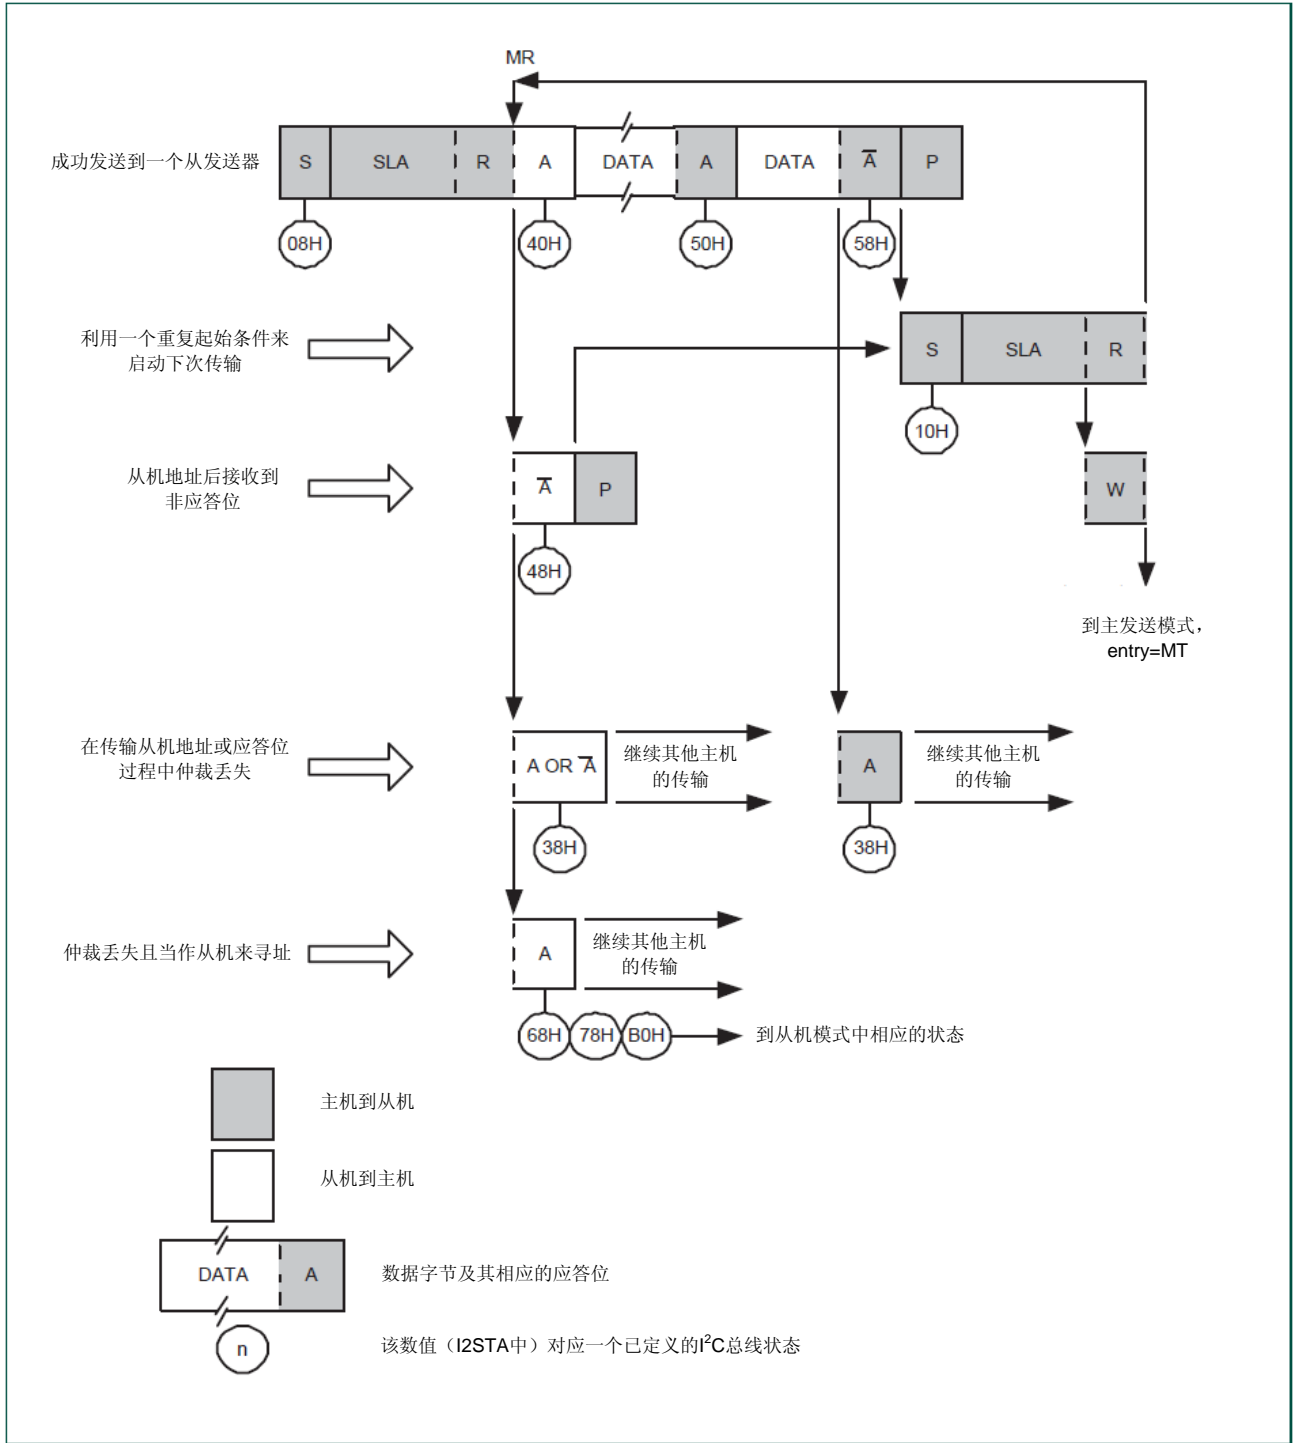 MR
成功发送到一个从发送器
S SLA R A DATA A DATA A̅ P
08H 40H 50H 58H
利用一个重复起始条件来
启动下次传输
S SLA R
10H
从机地址后接收到
非应答位
A̅ P
W
48H
到主发送模式，
entry=MT
在传输从机地址或应答位
过程中仲裁丢失
A OR A̅
继续其他主机
的传输
A
继续其他主机
的传输
38H 38H
仲裁丢失且当作从机来寻址
A
继续其他主机
的传输
68H 78H B0H
到从机模式中相应的状态
主机到从机
从机到主机
DATA A
数据字节及其相应的应答位
n
该数值（I2STA中）对应一个已定义的I²C总线状态